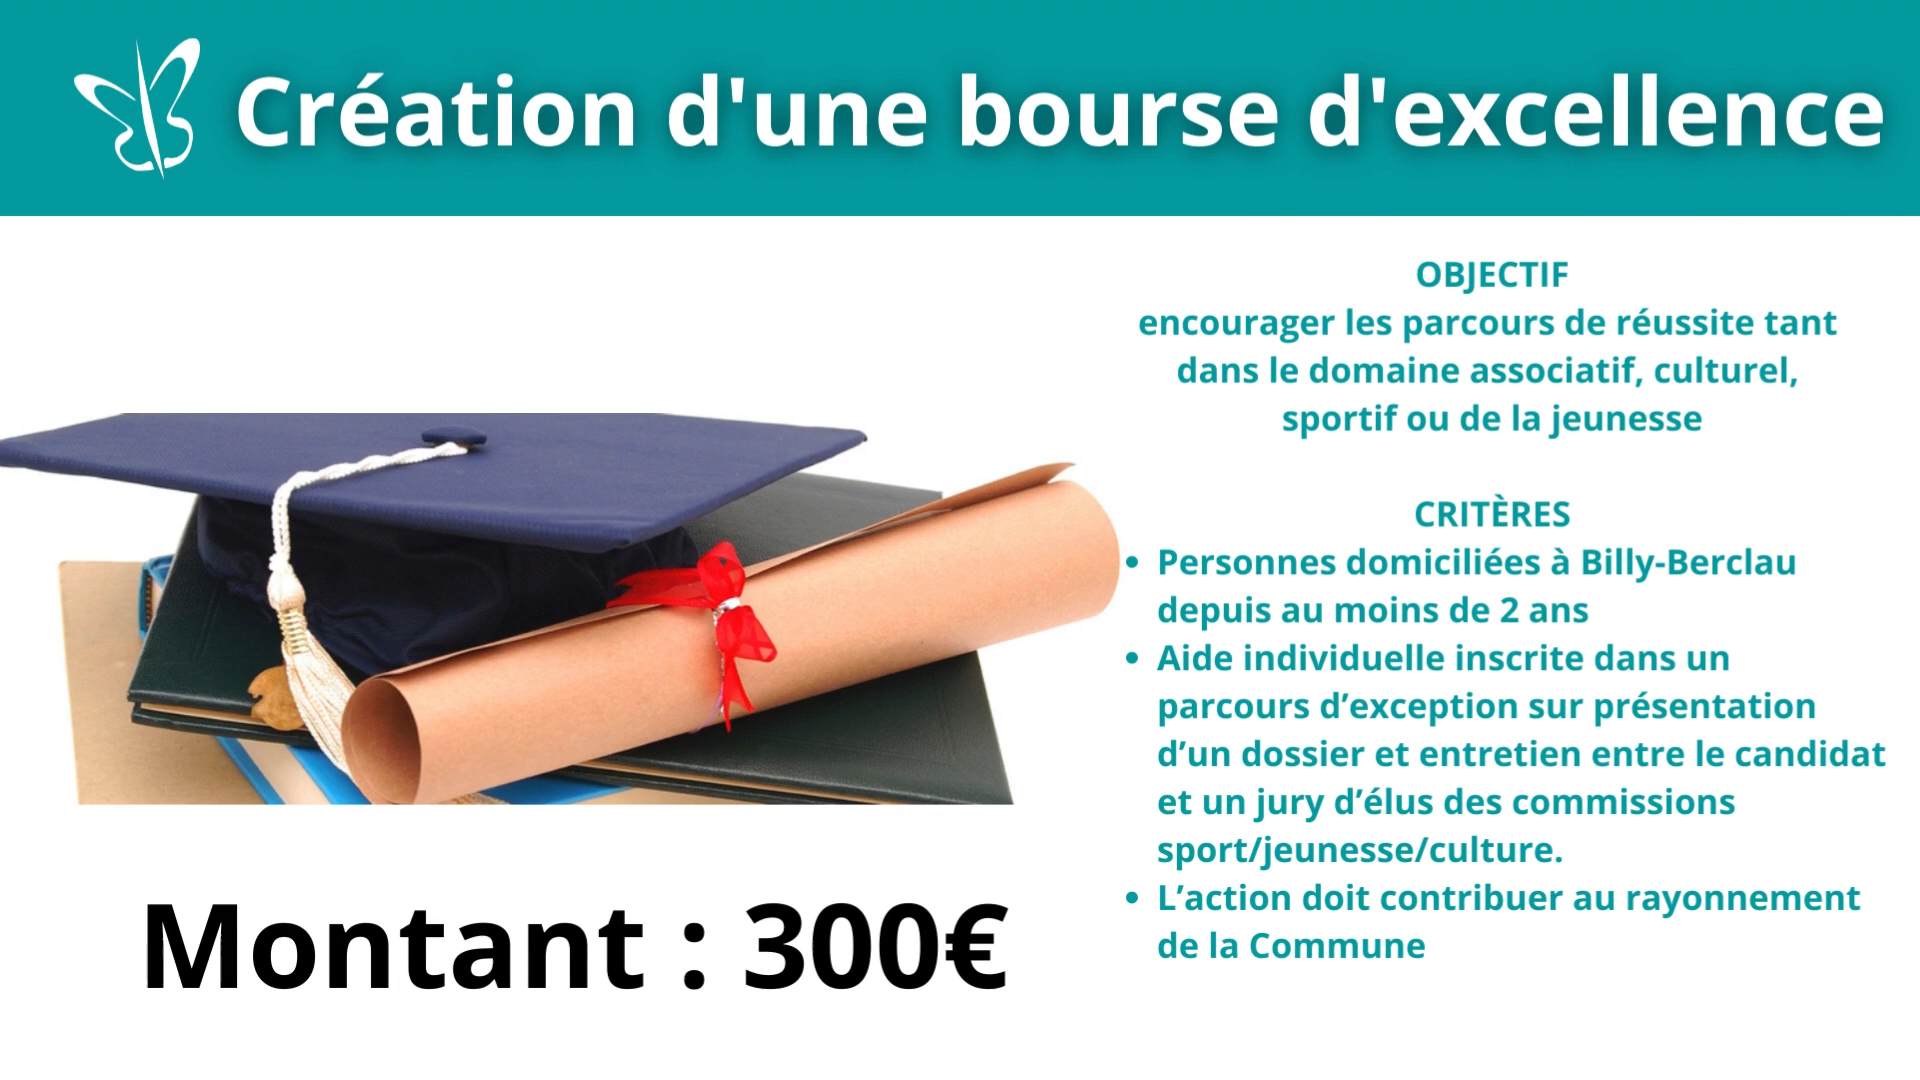 Création d'une bourse d'excellence
OBJECTIF
encourager les parcours de réussite tant
dans le domaine associatif, culturel,
sportif ou de la jeunesse
CRITÈRES
• Personnes domiciliées à Billy-Berclau
depuis au moins de 2 ans
• Aide individuelle inscrite dans un
parcours d’exception sur présentation
d’un dossier et entretien entre le candidat
et un jury d’élus des commissions
sport/jeunesse/culture.
• L’action doit contribuer au rayonnement
de la Commune
Montant : 300€